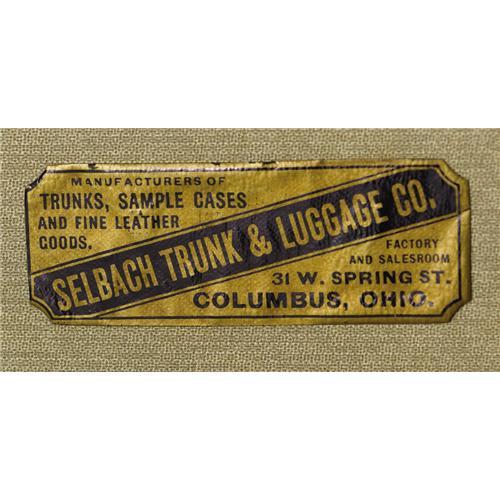 MANUFACTURERS OF
TRUNKS, SAMPLE CASES
AND FINE LEATHER
GOODS.
SELBACH TRUNK & LUGGAGE CO.
FACTORY
AND SALESROOM
31 W. SPRING ST.
COLUMBUS, OHIO.